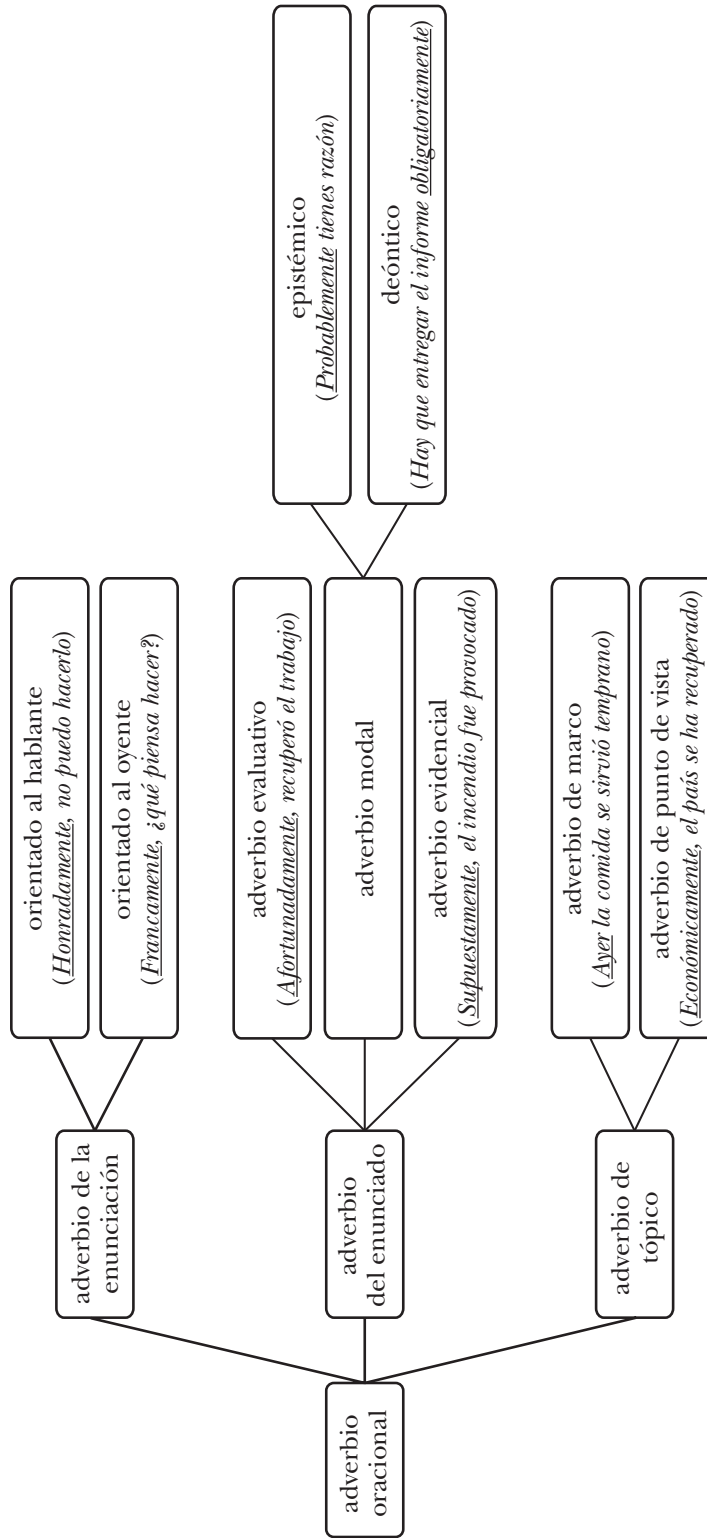 adverbio
oracional
adverbio de la
enunciación
orientado al hablante
(Honradamente, no puedo hacerlo)
orientado al oyente
(Francamente, ¿qué piensa hacer?)
adverbio
del enunciado
adverbio evaluativo
(Afortunadamente, recuperó el trabajo)
adverbio modal
epistémico
(Probablemente tienes razón)
deóntico
(Hay que entregar el informe obligatoriamente)
adverbio evidencial
(Supuestamente, el incendio fue provocado)
adverbio de
tópico
adverbio de marco
(Ayer la comida se sirvió temprano)
adverbio de punto de vista
(Económicamente, el país se ha recuperado)